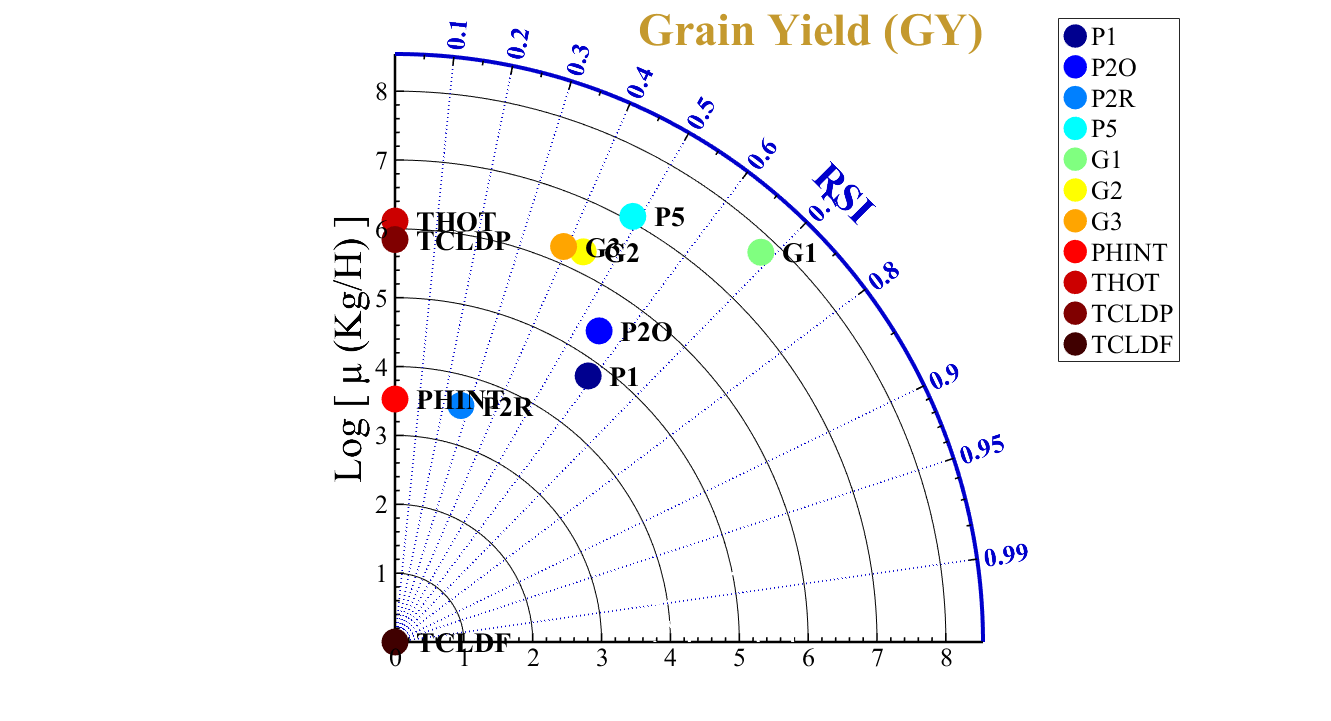 Grain Yield (GY)
0.1
0.2
0.3
0.4
0.5
0.6
0.7
RSI
0.8
0.9
0.95
0.99
Log [ μ (Kg/H) ]
8
7
6
5
4
3
2
1
0 1 2 3 4 5 6 7 8
THOT
TCLDP
P5
G3
G2
G1
P2O
P1
PHINT
P2R
TCLDF
P1
P2O
P2R
P5
G1
G2
G3
PHINT
THOT
TCLDP
TCLDF